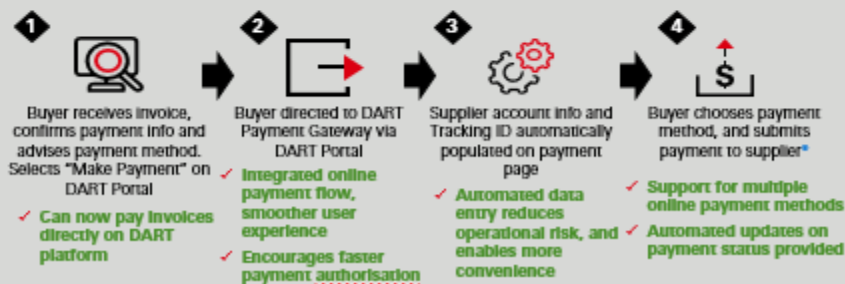 1
Buyer receives invoice,
confirms payment info and
advises payment method.
Selects "Make Payment" on
DART Portal
✓ Can now pay invoices
directly on DART
platform
2
Buyer directed to DART
Payment Gateway via
DART Portal
✓ Integrated online
payment flow,
smoother user
experience
✓ Encourages faster
payment authorisation
3
Supplier account info and
Tracking ID automatically
populated on payment
page
✓ Automated data
entry reduces
operational risk, and
enables more
convenience
4
$
Buyer chooses payment
method, and submits
payment to supplier*
✓ Support for multiple
online payment methods
✓ Automated updates on
payment status provided